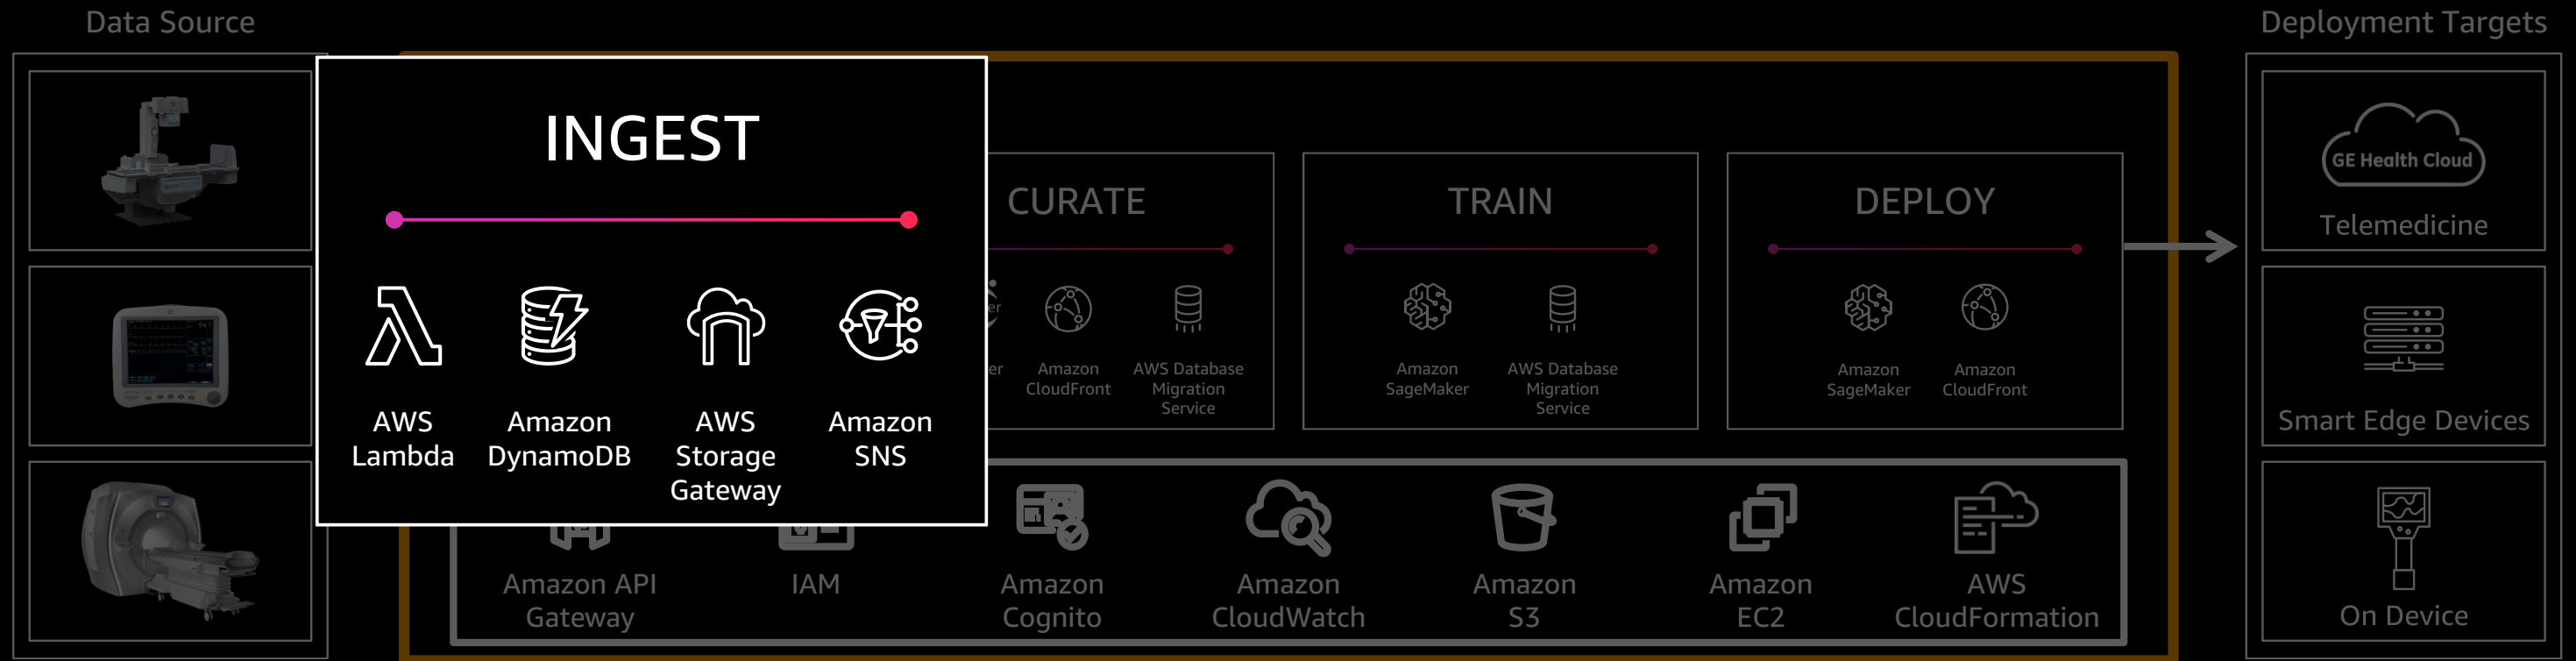 Data Source
Deployment Targets
INGEST
AWS
Lambda
Amazon
DynamoDB
AWS
Storage
Gateway
Amazon
SNS
CURATE
er
er
Amazon
CloudFront
AWS Database
Migration
Service
TRAIN
Amazon
SageMaker
AWS Database
Migration
Service
DEPLOY
Amazon
SageMaker
Amazon
CloudFront
GE Health Cloud
Telemedicine
Smart Edge Devices
On Device
Amazon API
Gateway
IAM
Amazon
Cognito
Amazon
CloudWatch
Amazon
S3
Amazon
EC2
AWS
CloudFormation